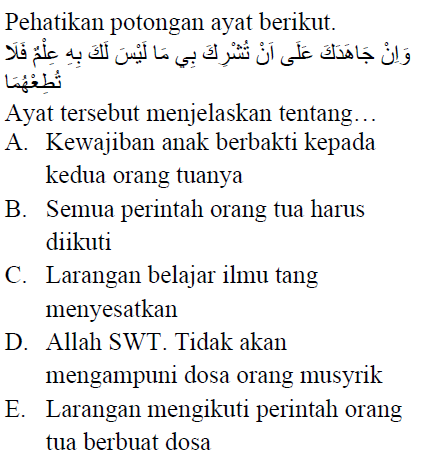 Pehatikan potongan ayat berikut.
وَاِنْ جَاهَدٰكَ عَلٰٓى اَنْ تُشْرِكَ بِي مَا لَيْسَ لَكَ بِهٖ عِلْمٌ فَلَا
تُطِعْهُمَا
Ayat tersebut menjelaskan tentang…
A. Kewajiban anak berbakti kepada
kedua orang tuanya
B. Semua perintah orang tua harus
diikuti
C. Larangan belajar ilmu tang
menyesatkan
D. Allah SWT. Tidak akan
mengampuni dosa orang musyrik
E. Larangan mengikuti perintah orang
tua berbuat dosa